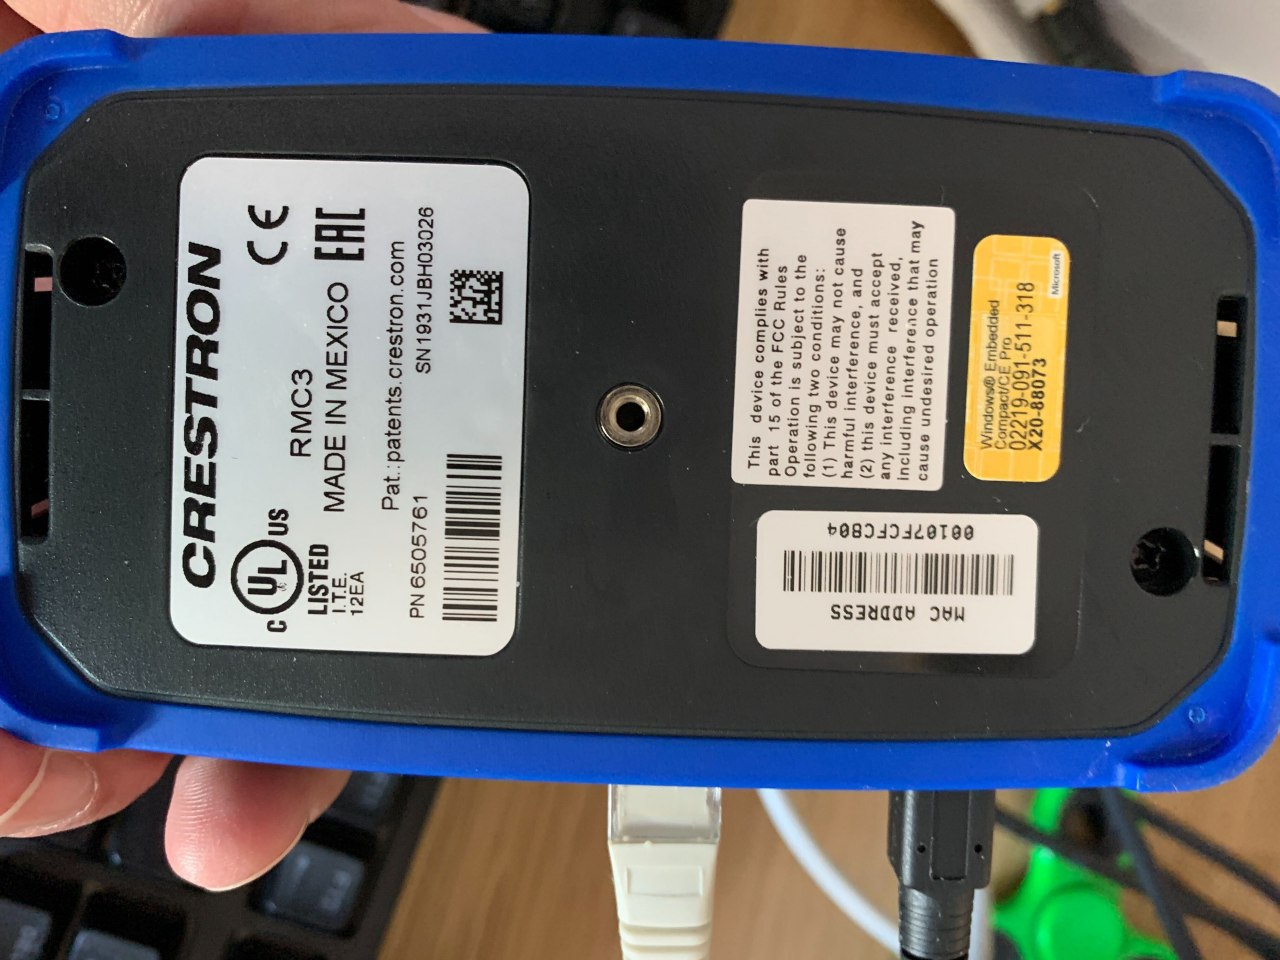 CRESTRON
C UL US
LISTED
I.T.E.
12EA
RMC3
CE
MADE IN MEXICO
EAC
Pat.:patents.crestron.com
PN 6505761
SN1931JBH03026
This device complies with
part 15 of the FCC Rules
Operation is subject to the
following two conditions:
(1) This device may not cause
harmful interference, and
(2) this device must accept
any interference received,
including interference that may
cause undesired operation
Windows® Embedded
Compact/CE Pro
02219-091-511-318
X20-88073
Microsoft
MAC ADDRESS
00107FCFCB04